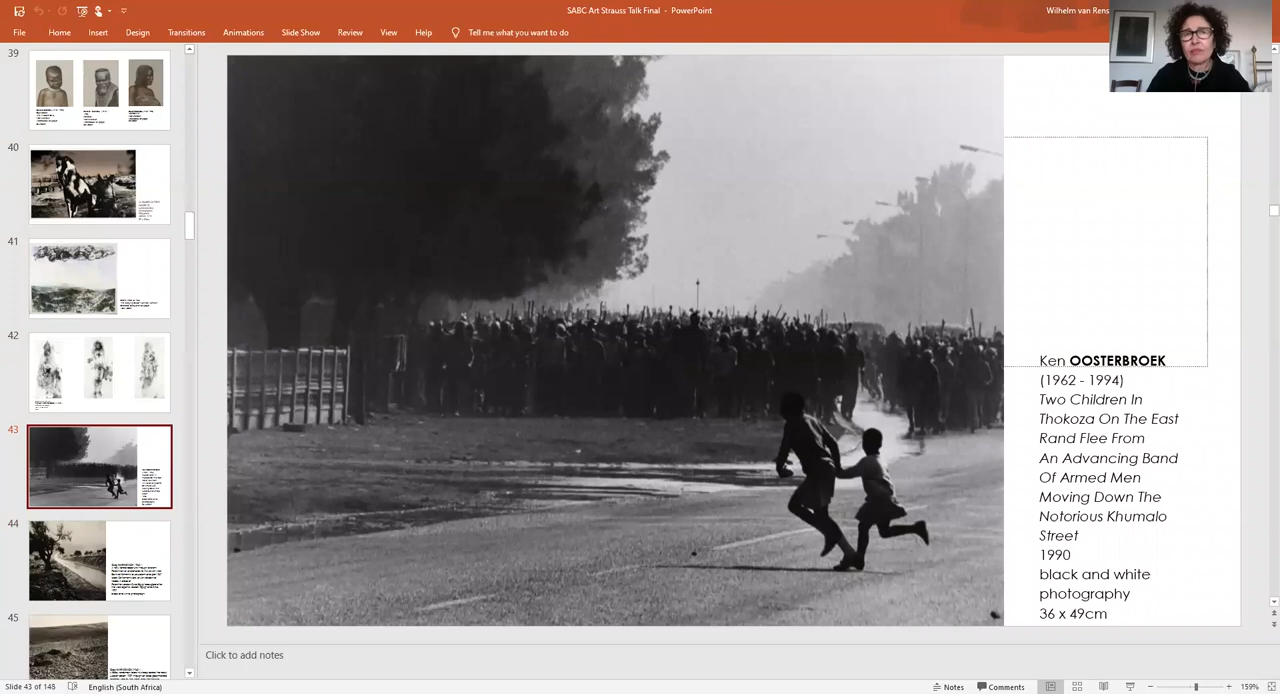 SABC Art Strauss Talk Final - PowerPoint
Wilhelm van Rens
File Home Insert Design Transitions Animations Slide Show Review View Help Tell me what you want to do
39
40
41
42
43
44
45
Ken OOSTERBROEK
(1962 - 1994)
Two Children In
Thokoza On The East
Rand Flee From
An Advancing Band
Of Armed Men
Moving Down The
Notorious Khumalo
Street
1990
black and white
photography
36 x 49cm
Click to add notes
Slide 43 of 148 English (South Africa) Notes Comments 159%